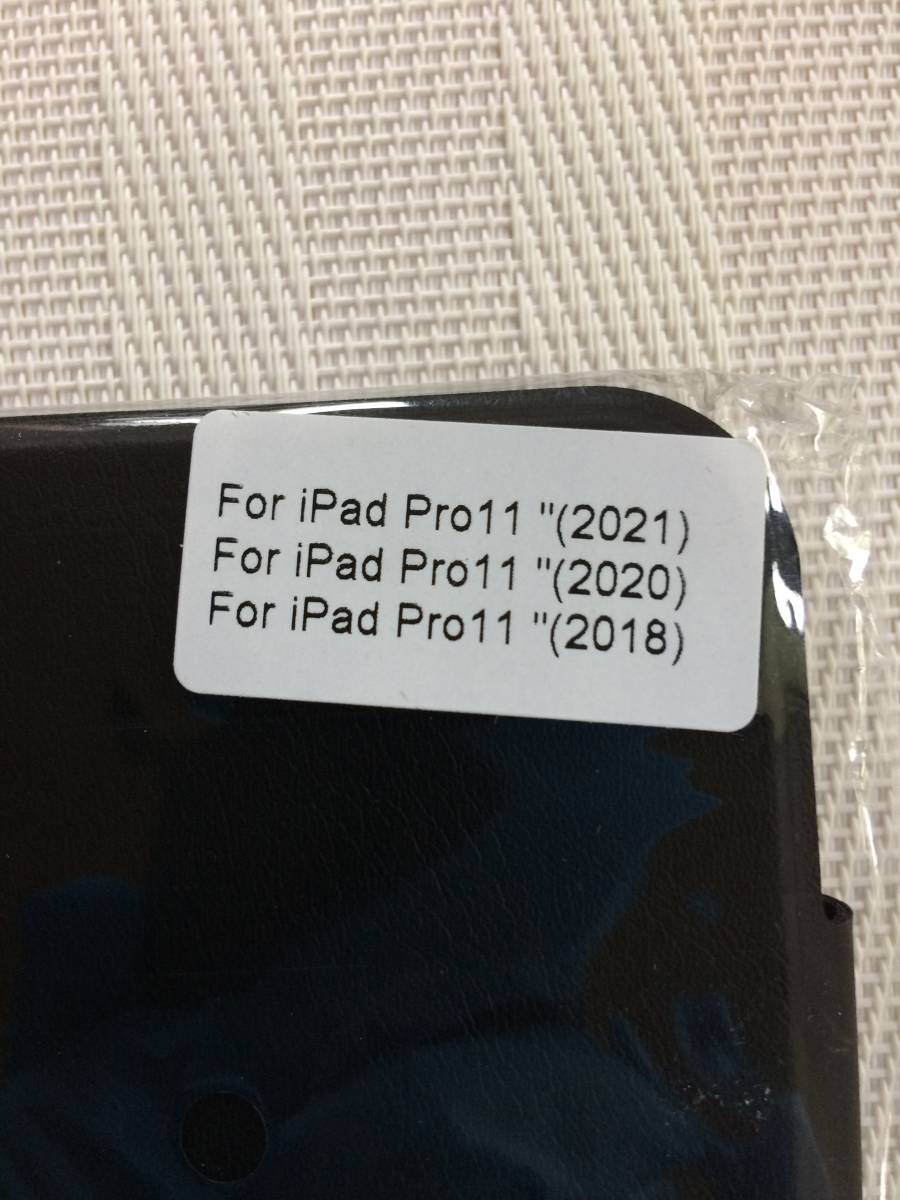 For iPad Pro11 "(2021)
For iPad Pro11 "(2020)
For iPad Pro11 "(2018)